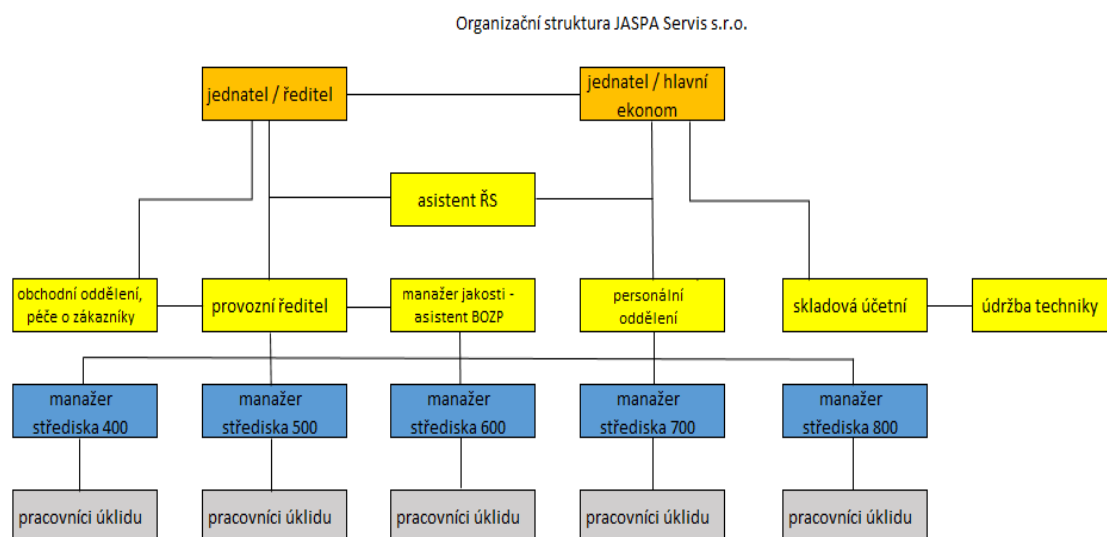 Organizační struktura JASPA Servis s.r.o.
jednatel / ředitel
jednatel / hlavní
ekonom
asistent ŘS
obchodní oddělení,
péče o zákazníky
provozní ředitel
manažer jakosti -
asistent BOZP
personální
oddělení
skladová účetní
údržba techniky
manažer
střediska 400
manažer
střediska 500
manažer
střediska 600
manažer
střediska 700
manažer
střediska 800
pracovníci úklidu
pracovníci úklidu
pracovníci úklidu
pracovníci úklidu
pracovníci úklidu